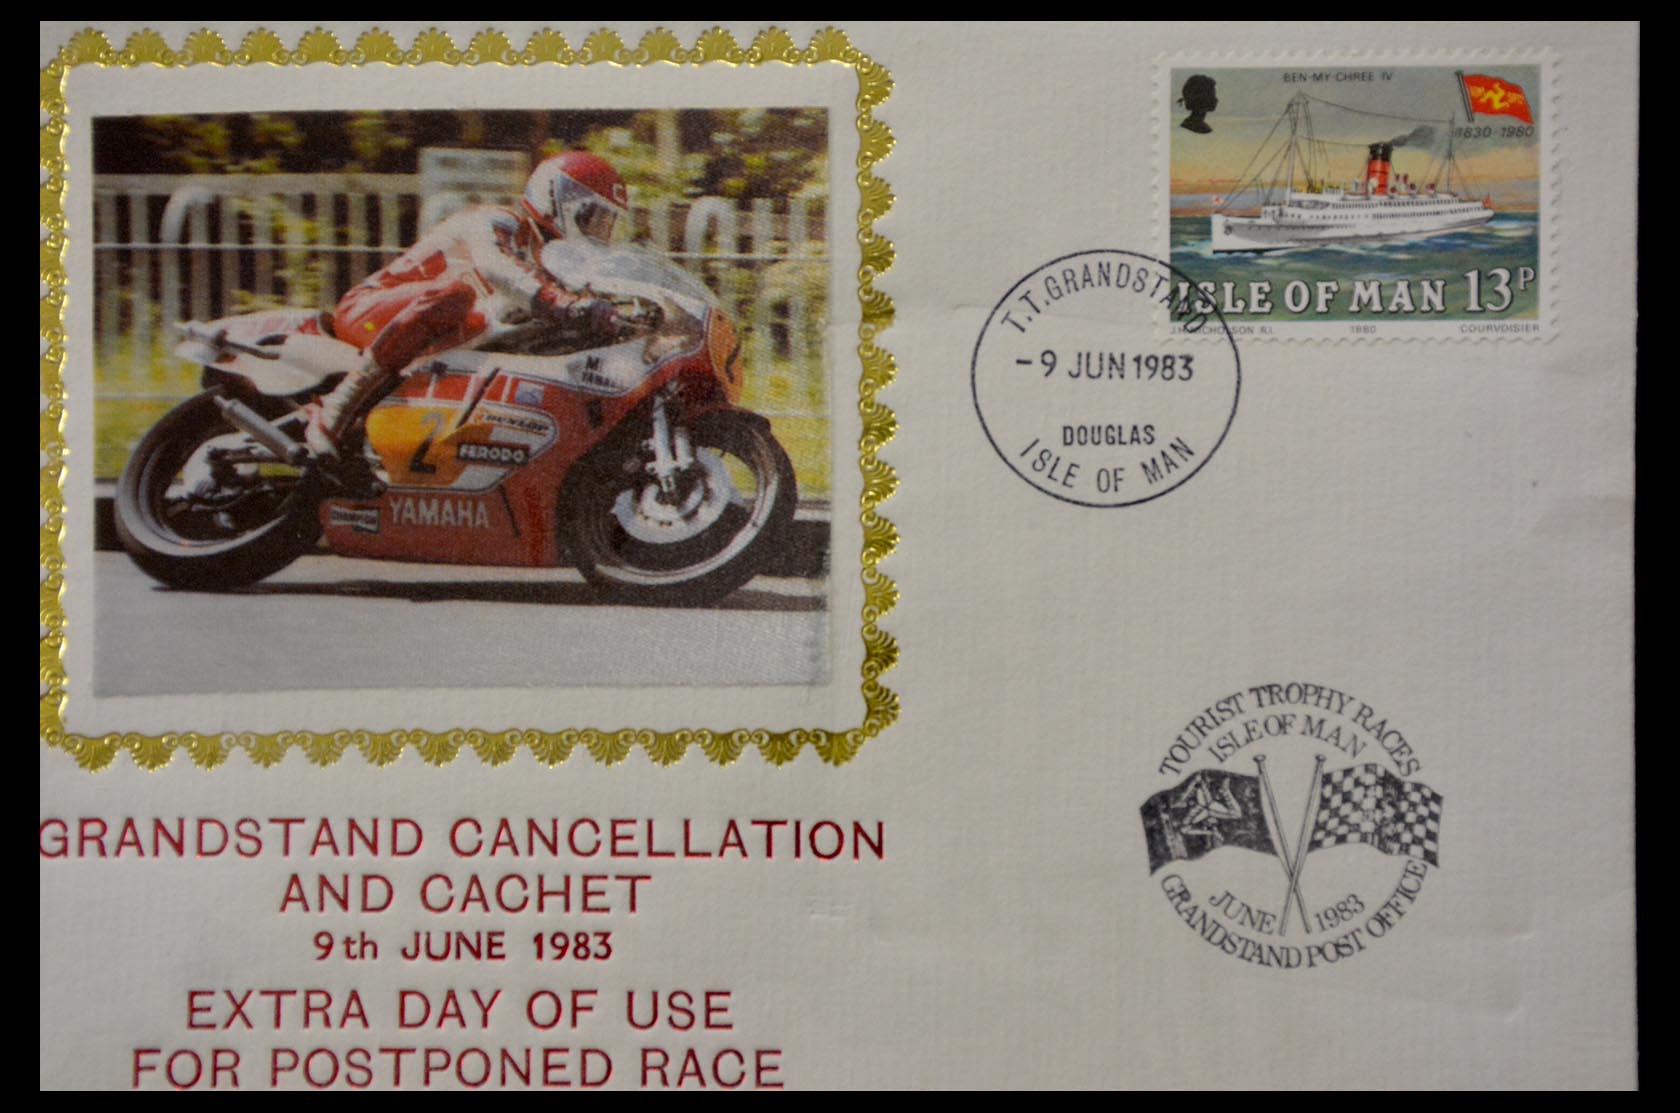 BEN-MY-CHREE IV
1830-1980
ISLE OF MAN 13P
J.H.NICHOLSON R.I. 1980 COURVOISIER
T.T. GRANDSTAND
-9 JUN 1983
DOUGLAS
ISLE OF MAN
2
DUNLOP
FERODO
YAMAHA
YAMAHA
TOURIST TROPHY RACES
ISLE OF MAN
JUNE 1983
GRANDSTAND POST OFFICE
GRANDSTAND CANCELLATION
AND CACHET
9th JUNE 1983
EXTRA DAY OF USE
FOR POSTPONED RACE